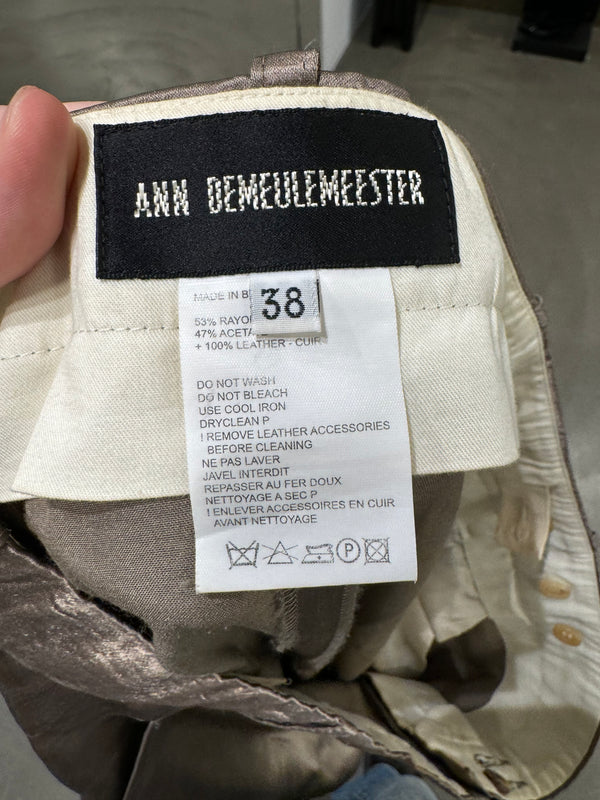 ANN DEMEULEMEESTER
38
MADE IN
53%
47%
+ 100% LEATHER - CUIR
DO NOT WASH
DO NOT BLEACH
USE COOL IRON
DRYCLEAN P
! REMOVE LEATHER ACCESSORIES
BEFORE CLEANING
NE PAS LAVER
JAVEL INTERDIT
REPASSER AU FER DOUX
NETTOYAGE A SEC P
! ENLEVER ACCESSOIRES EN CUIR
AVANT NETTOYAGE
P